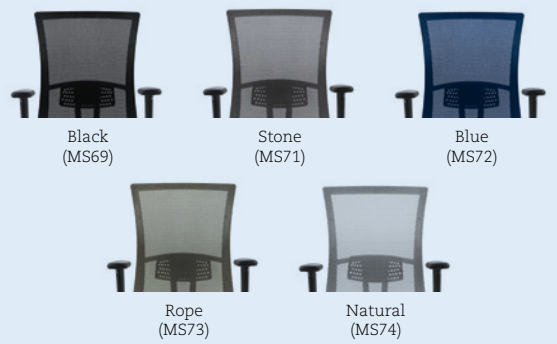 Black
(MS69)
Stone
(MS71)
Blue
(MS72)
Rope
(MS73)
Natural
(MS74)